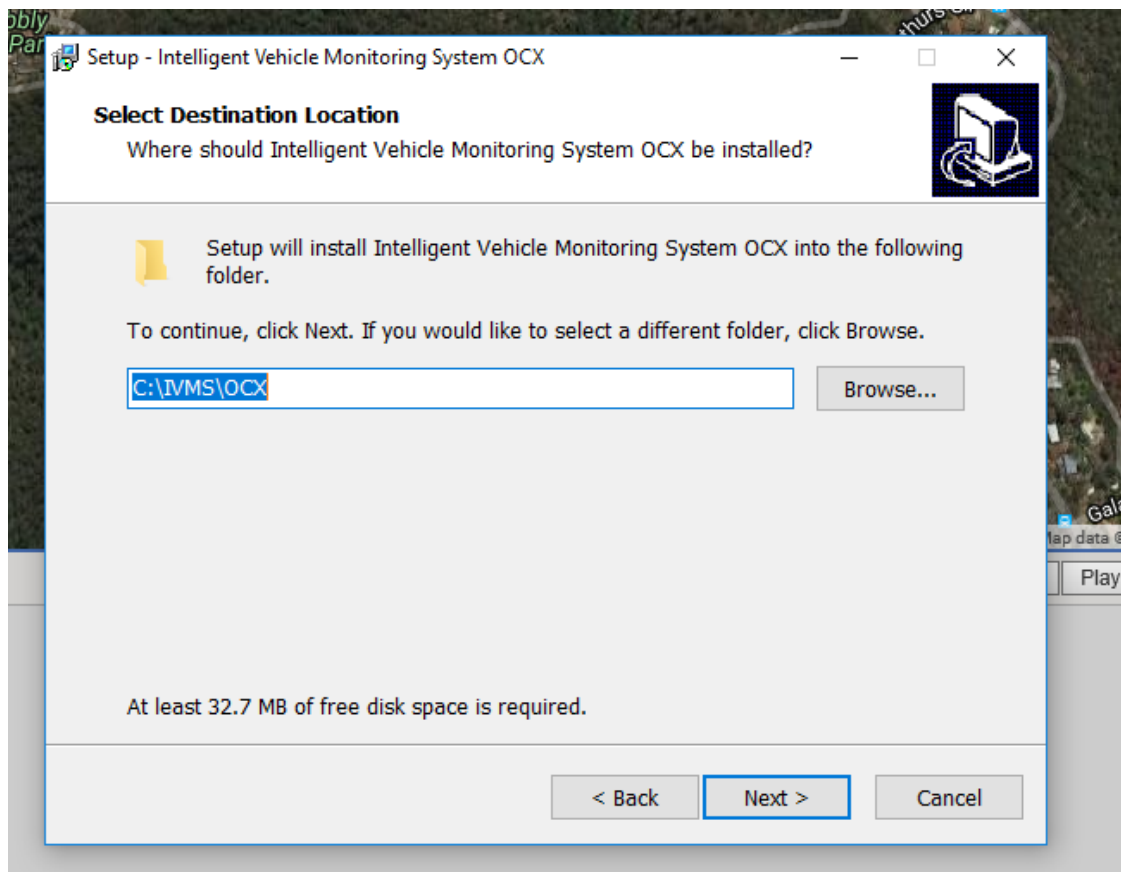 Setup - Intelligent Vehicle Monitoring System OCX
Select Destination Location
Where should Intelligent Vehicle Monitoring System OCX be installed?
Setup will install Intelligent Vehicle Monitoring System OCX into the following
folder.
To continue, click Next. If you would like to select a different folder, click Browse.
C:\IVMS\OCX
Browse...
Map data ©
Play
At least 32.7 MB of free disk space is required.
< Back Next > Cancel